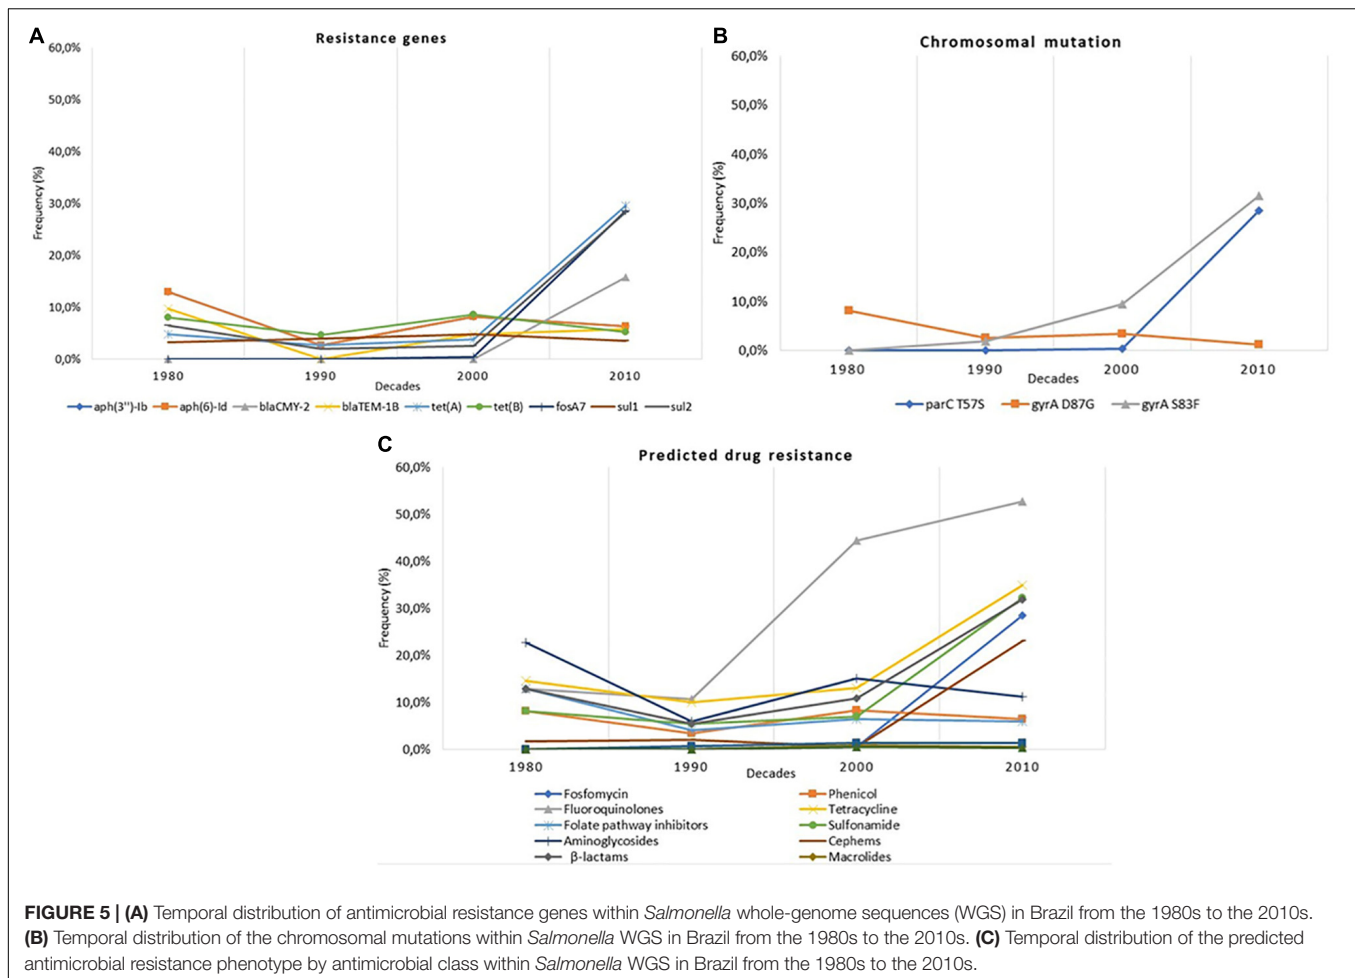 A
Resistance genes
60,0%
50,0%
40,0%
30,0%
20,0%
10,0%
0,0%
Frequency (%)
1980 1990 2000 2010
Decades
aph(3'')-Ib aph(6)-Id blaCMY-2 blaTEM-1B tet(A) tet(B) fosA7 sul1 sul2
B
Chromosomal mutation
60,0%
50,0%
40,0%
30,0%
20,0%
10,0%
0,0%
Frequency (%)
1980 1990 2000 2010
Decades
parC T57S gyrA D87G gyrA S83F
C
Predicted drug resistance
60,0%
50,0%
40,0%
30,0%
20,0%
10,0%
0,0%
Frequency (%)
1980 1990 2000 2010
Decades
Fosfomycin Phenicol
Fluoroquinolones Tetracycline
Folate pathway inhibitors Sulfonamide
Aminoglycosides Cephems
β-lactams Macrolides
FIGURE 5 | (A) Temporal distribution of antimicrobial resistance genes within Salmonella whole-genome sequences (WGS) in Brazil from the 1980s to the 2010s.
(B) Temporal distribution of the chromosomal mutations within Salmonella WGS in Brazil from the 1980s to the 2010s. (C) Temporal distribution of the predicted
antimicrobial resistance phenotype by antimicrobial class within Salmonella WGS in Brazil from the 1980s to the 2010s.